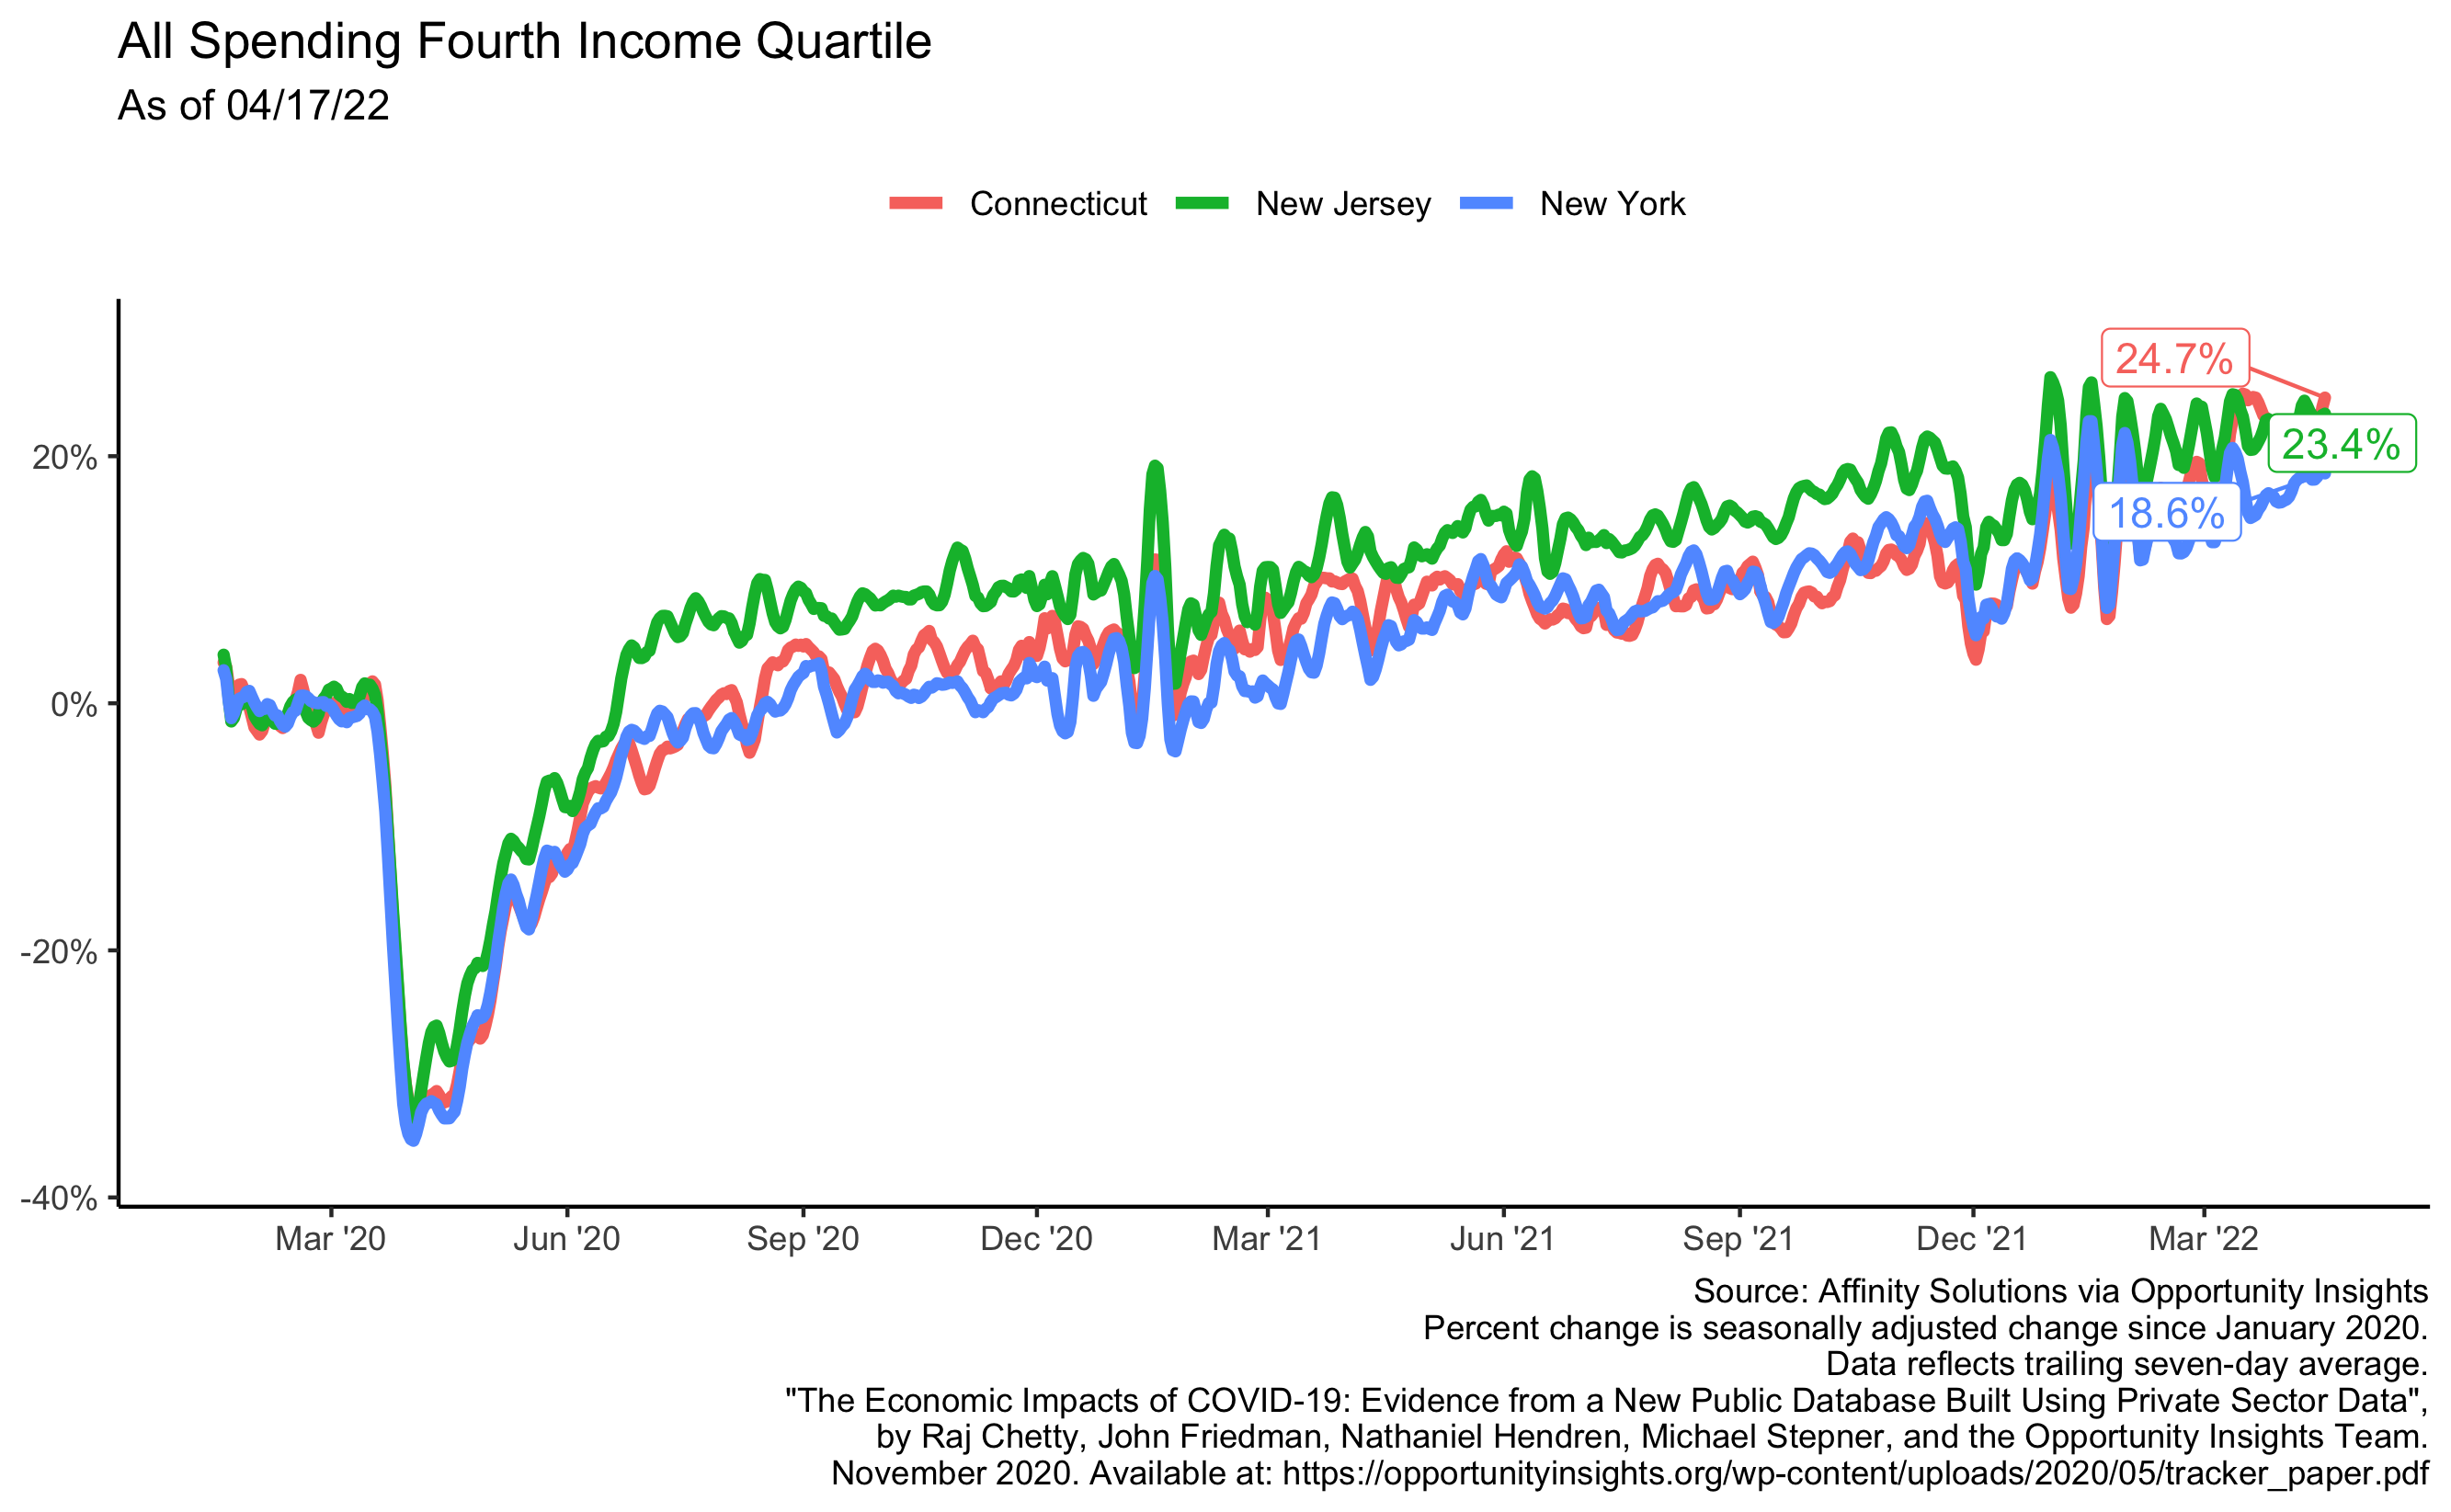 All Spending Fourth Income Quartile
As of 04/17/22
Connecticut New Jersey New York
24.7%
23.4%
18.6%
20%
0%
-20%
-40%
Mar '20 Jun '20 Sep '20 Dec '20 Mar '21 Jun '21 Sep '21 Dec '21 Mar '22
Source: Affinity Solutions via Opportunity Insights
Percent change is seasonally adjusted change since January 2020.
Data reflects trailing seven-day average.
"The Economic Impacts of COVID-19: Evidence from a New Public Database Built Using Private Sector Data",
by Raj Chetty, John Friedman, Nathaniel Hendren, Michael Stepner, and the Opportunity Insights Team.
November 2020. Available at: https://opportunityinsights.org/wp-content/uploads/2020/05/tracker_paper.pdf